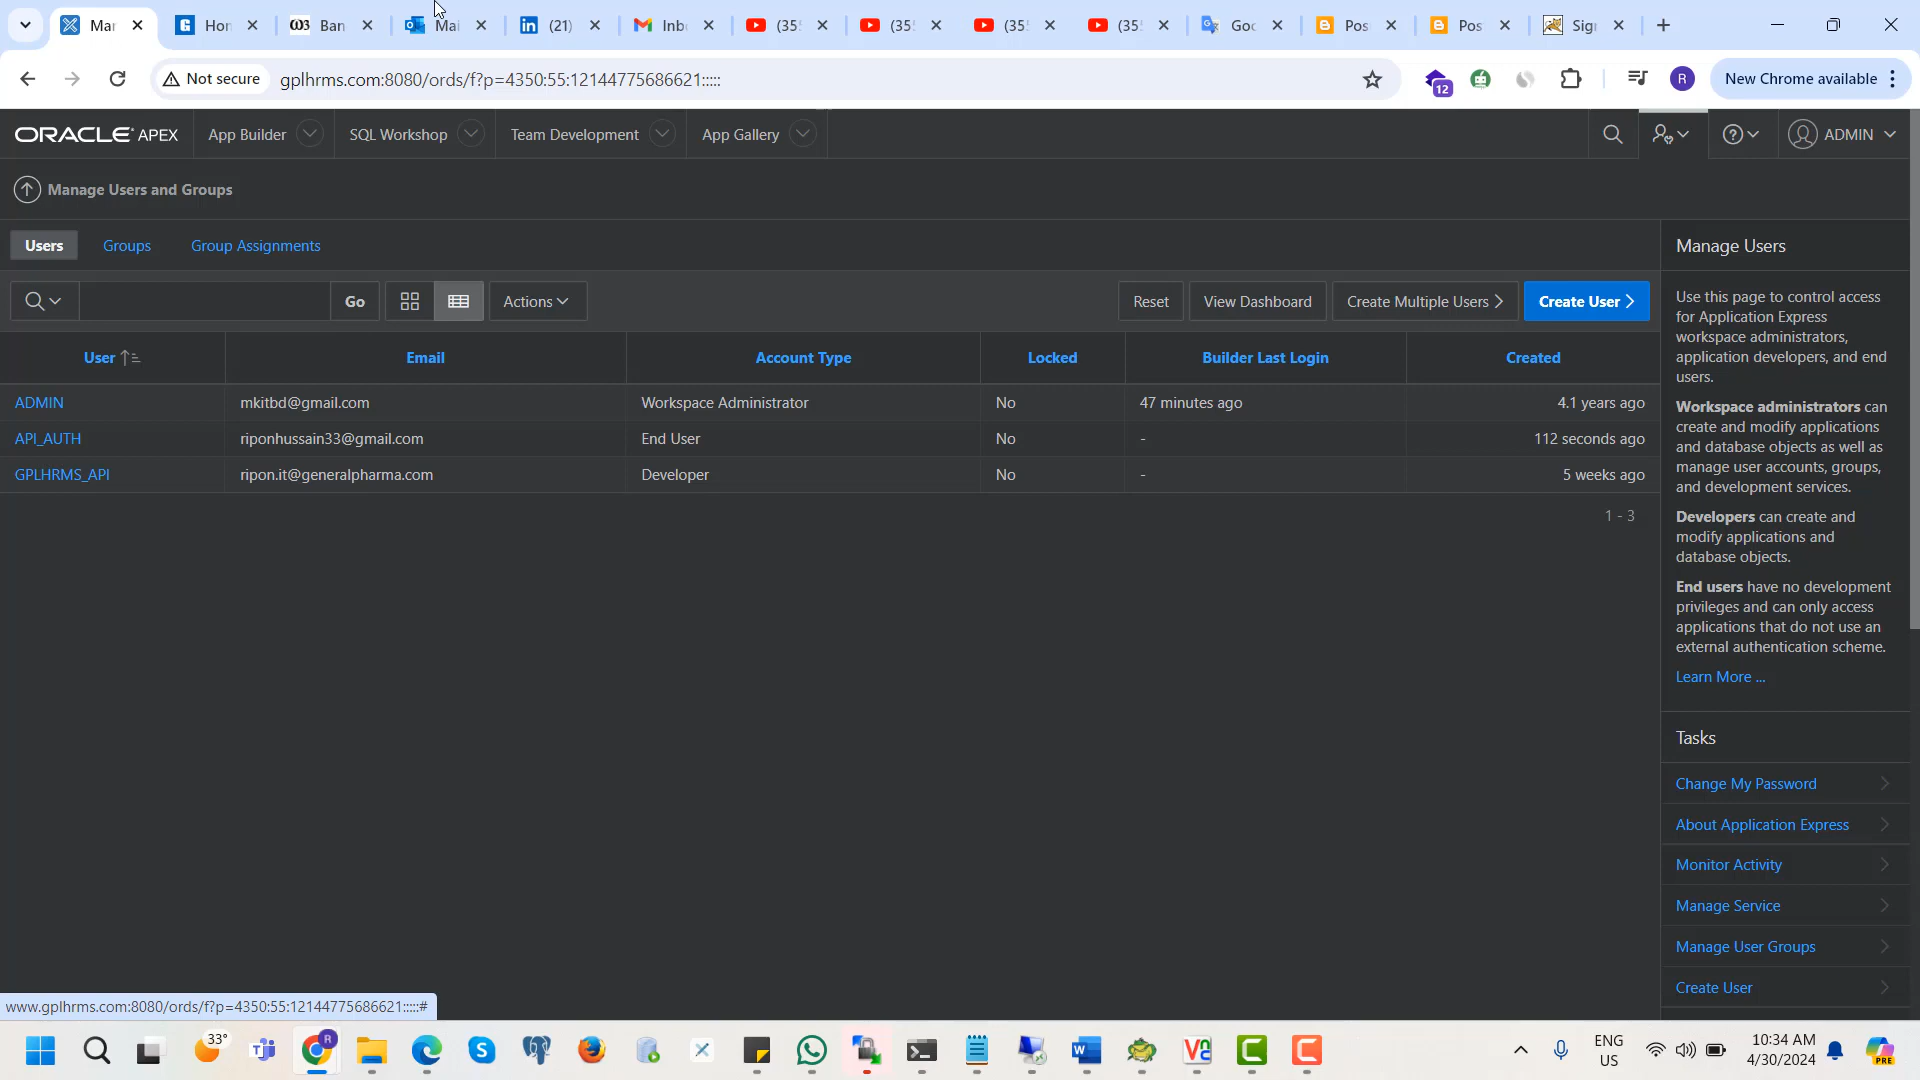 Mar
Hon
ω3 Ban
Mai
(21)
Inb
(35
(35
(35
(35
Goo
Pos
Pos
Sig
Not secure
gplhrms.com:8080/ords/f?p=4350:55:12144775686621:::::
12
R
New Chrome available
ORACLE APEX
App Builder
SQL Workshop
Team Development
App Gallery
ADMIN
Manage Users and Groups
Users
Groups
Group Assignments
Manage Users
Go
Actions
Reset
View Dashboard
Create Multiple Users
Create User
Use this page to control access
for Application Express
workspace administrators,
application developers, and end
users.
User
Email
Account Type
Locked
Builder Last Login
Created
ADMIN
mkitbd@gmail.com
Workspace Administrator
No
47 minutes ago
4.1 years ago
API_AUTH
riponhussain33@gmail.com
End User
No
-
112 seconds ago
GPLHRMS_API
ripon.it@generalpharma.com
Developer
No
-
5 weeks ago
1 - 3
Workspace administrators can
create and modify applications
and database objects as well as
manage user accounts, groups,
and development services.
Developers can create and
modify applications and
database objects.
End users have no development
privileges and can only access
applications that do not use an
external authentication scheme.
Learn More ...
Tasks
Change My Password
About Application Express
Monitor Activity
Manage Service
Manage User Groups
Create User
www.gplhrms.com:8080/ords/f?p=4350:55:12144775686621:::::#
33°
R
ENG
US
10:34 AM
4/30/2024
PRE